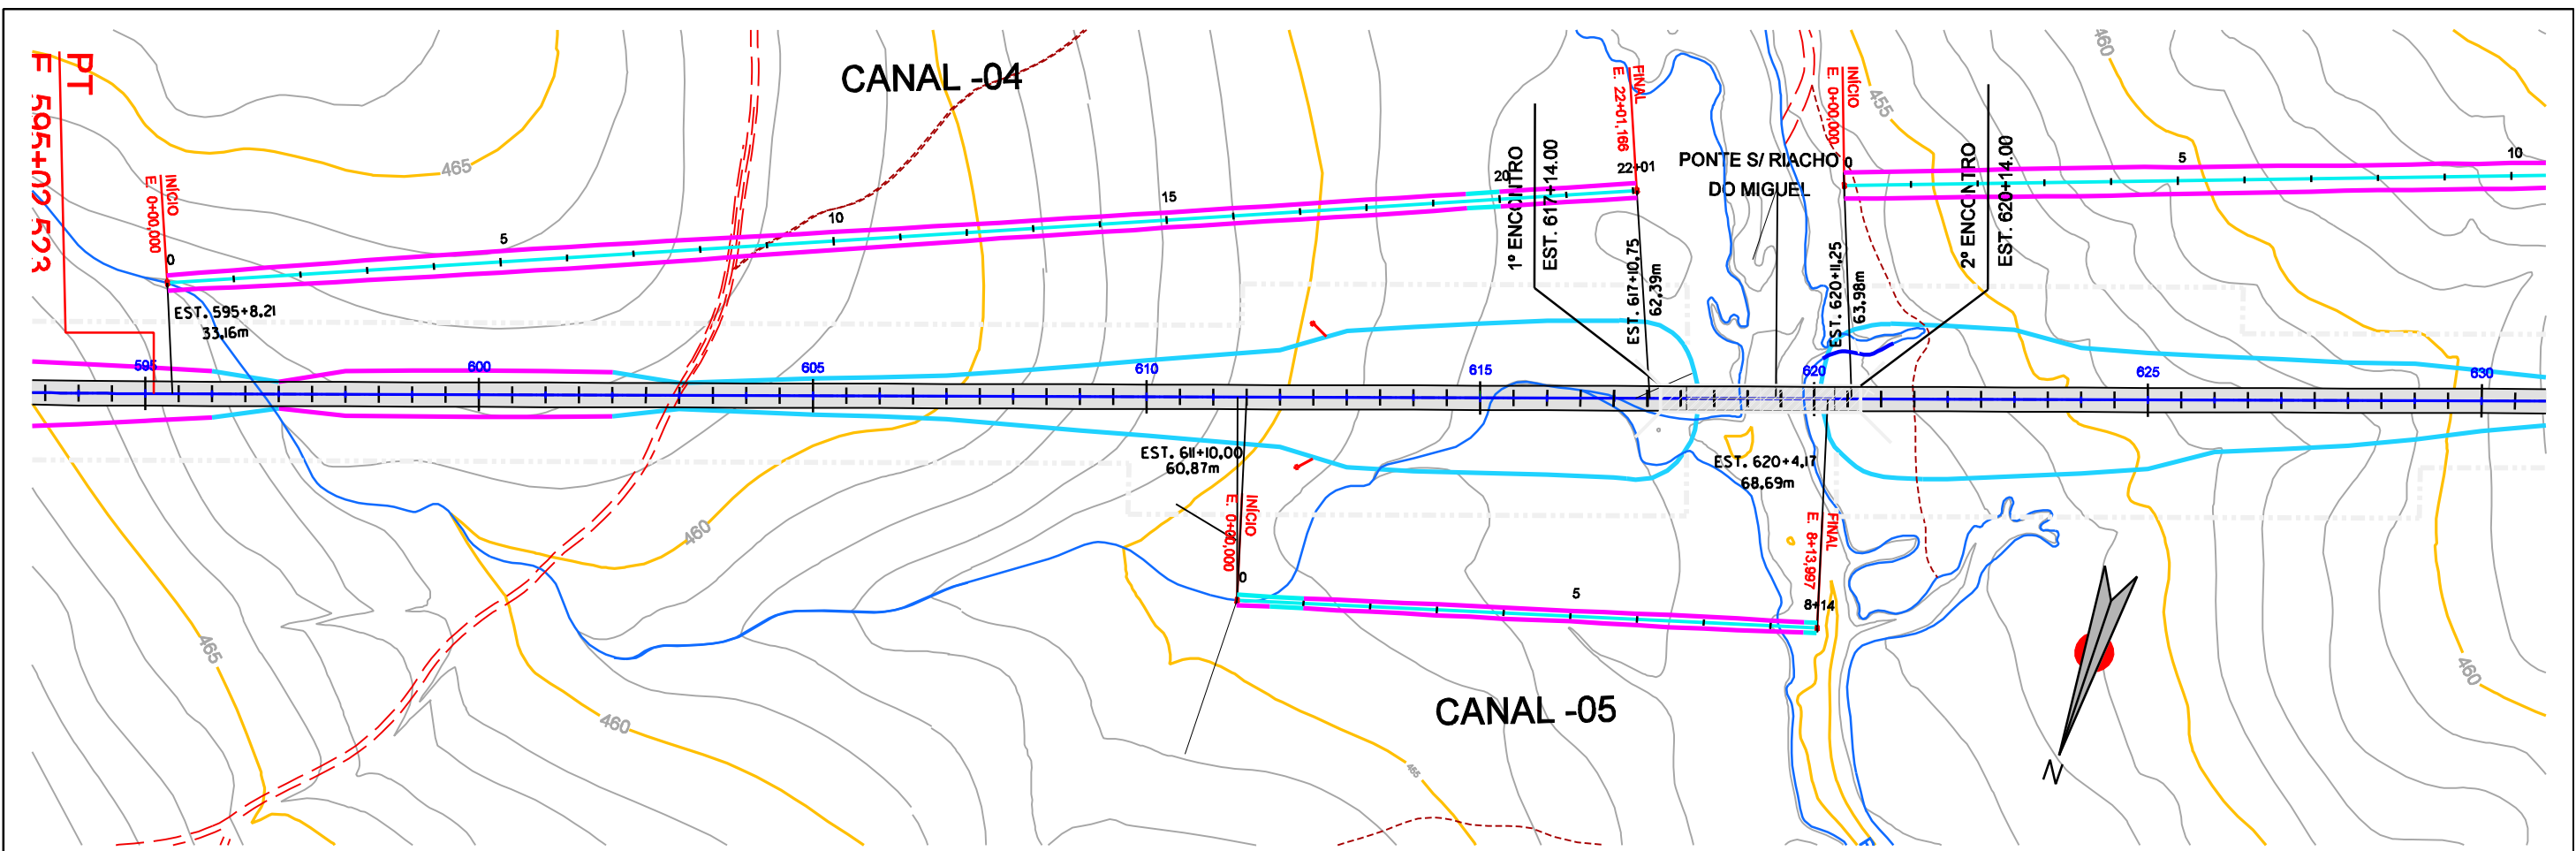 PT
F 595+02,523
INÍCIO
E. 0+00,000
0
EST. 595+8.21
33.16m
465
CANAL -04
5
10
15
20
22+01
FINAL
E. 22+01,166
1º ENCONTRO
EST. 617+14.00
EST. 617+10.75
62.39m
PONTE S/ RIACHO
DO MIGUEL
INÍCIO
E. 0+00,000
0
EST. 620+11.25
63.98m
455
2º ENCONTRO
EST. 620+14.00
460
5
10
595
600
605
610
615
620
625
630
EST. 611+10.00
60.87m
INÍCIO
E. 0+00,000
0
5
8+14
EST. 620+4.17
68.69m
FINAL
E. 8+13,997
460
465
460
455
460
CANAL -05
N